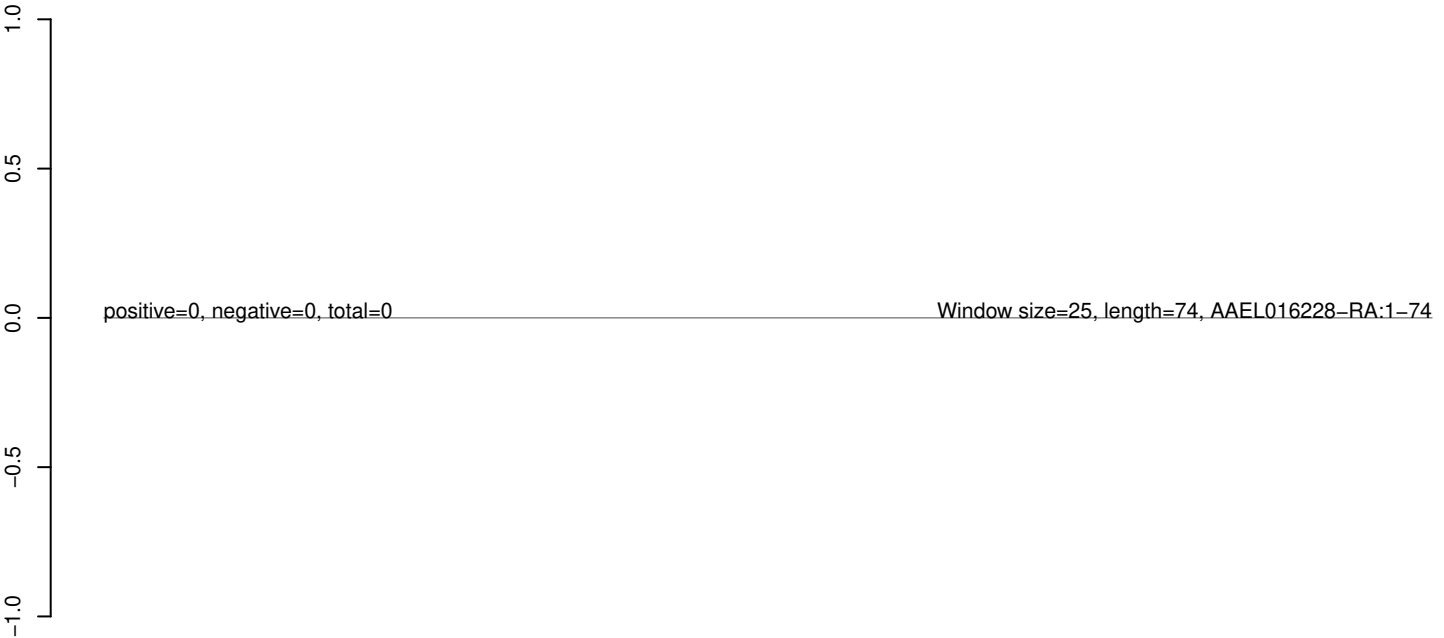 1.0
0.5
positive=0, negative=0, total=0
Window size=25, length=74, AAEL016228−RA:1−74
0.0
−0.5
−1.0